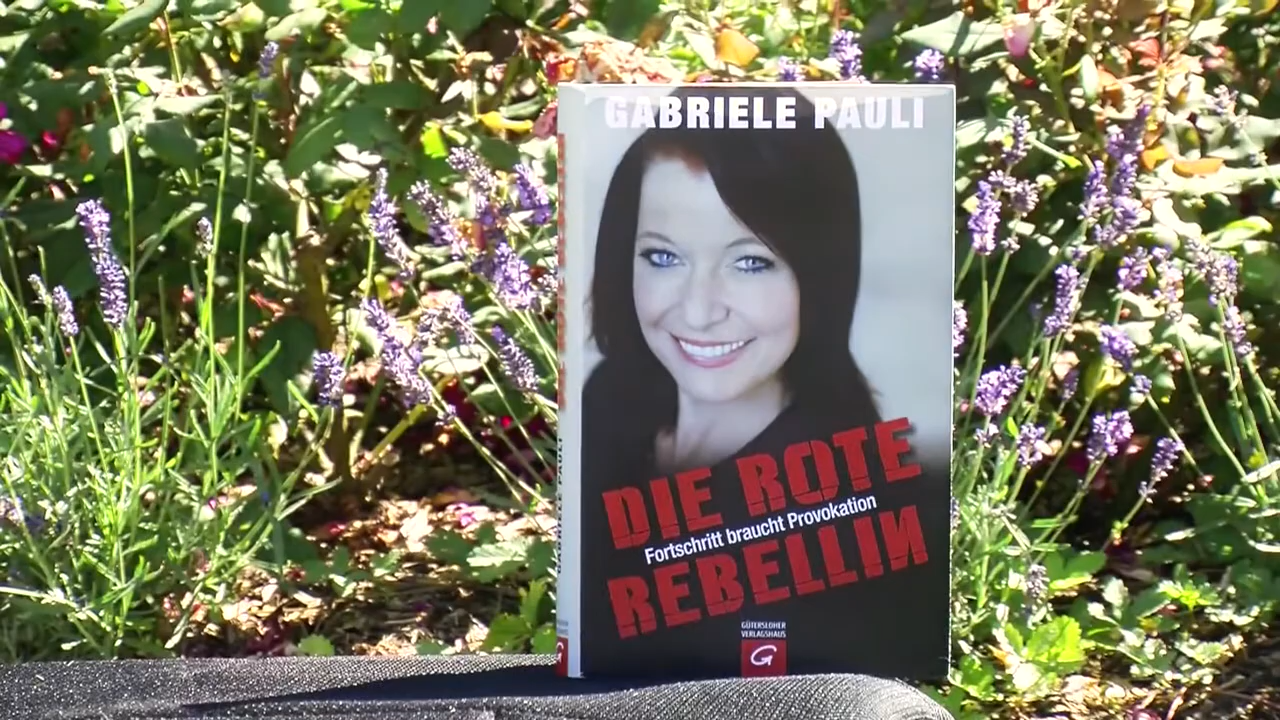 GABRIELE PAULI
DIE ROTE
Fortschritt braucht Provokation
REBELLIN
GÜTERSLOHER
VERLAGSHAUS
G